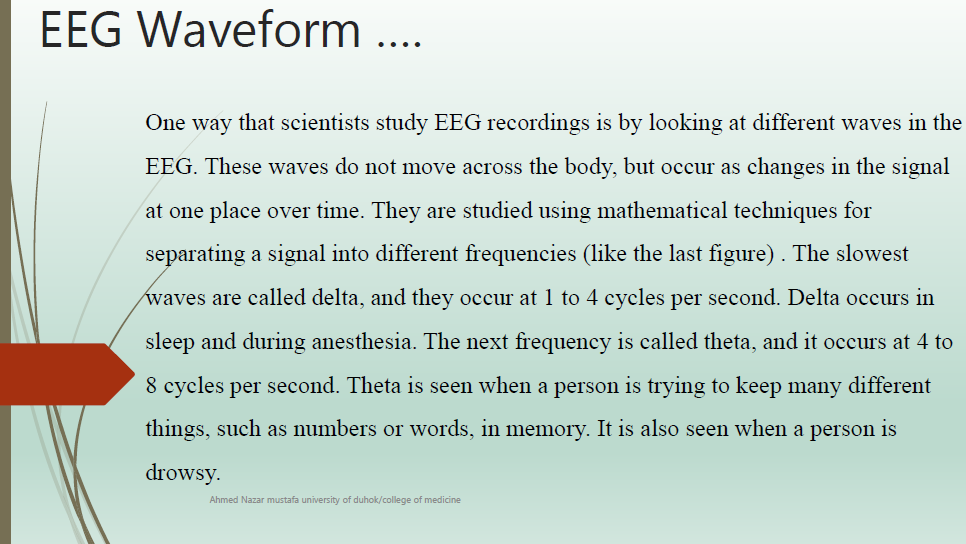 EEG Waveform ....
One way that scientists study EEG recordings is by looking at different waves in the
EEG. These waves do not move across the body, but occur as changes in the signal
at one place over time. They are studied using mathematical techniques for
separating a signal into different frequencies (like the last figure) . The slowest
waves are called delta, and they occur at 1 to 4 cycles per second. Delta occurs in
sleep and during anesthesia. The next frequency is called theta, and it occurs at 4 to
8 cycles per second. Theta is seen when a person is trying to keep many different
things, such as numbers or words, in memory. It is also seen when a person is
drowsy.
Ahmed Nazar mustafa university of duhok/college of medicine